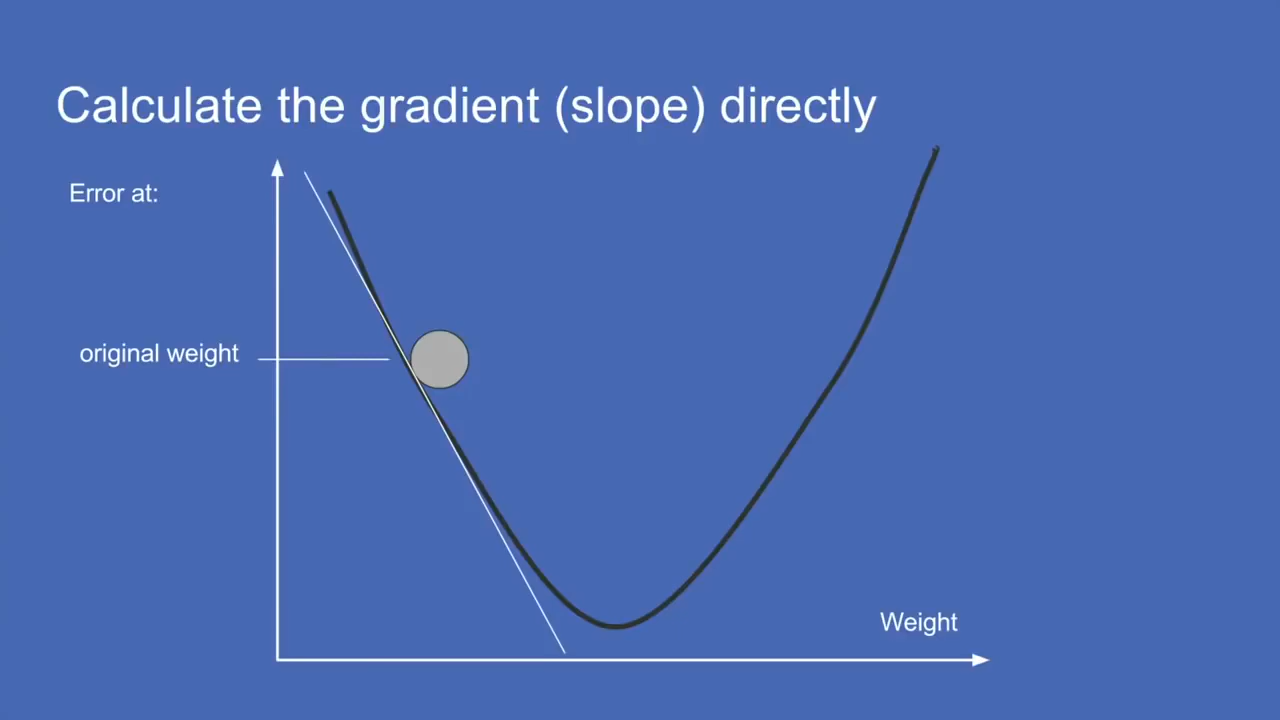 Calculate the gradient (slope) directly
Error at:
original weight
Weight